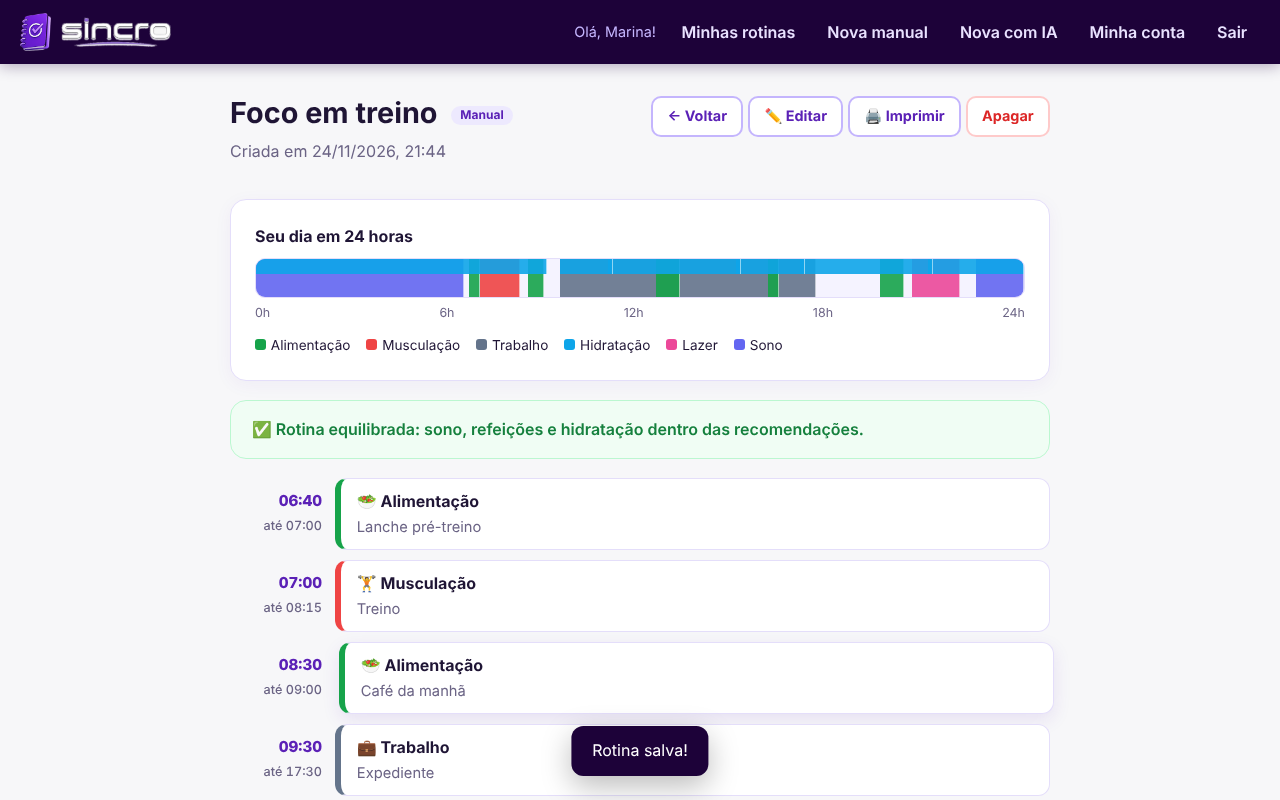 sincro
Olá, Marina! Minhas rotinas Nova manual Nova com IA Minha conta Sair
Foco em treino Manual
← Voltar ✏️ Editar 🖨️ Imprimir Apagar
Criada em 24/11/2026, 21:44
Seu dia em 24 horas
0h 6h 12h 18h 24h
Alimentação Musculação Trabalho Hidratação Lazer Sono
✅ Rotina equilibrada: sono, refeições e hidratação dentro das recomendações.
06:40 🥗 Alimentação
até 07:00 Lanche pré-treino
07:00 🏋️ Musculação
até 08:15 Treino
08:30 🥗 Alimentação
até 09:00 Café da manhã
09:30 💼 Trabalho
até 17:30 Expediente
Rotina salva!